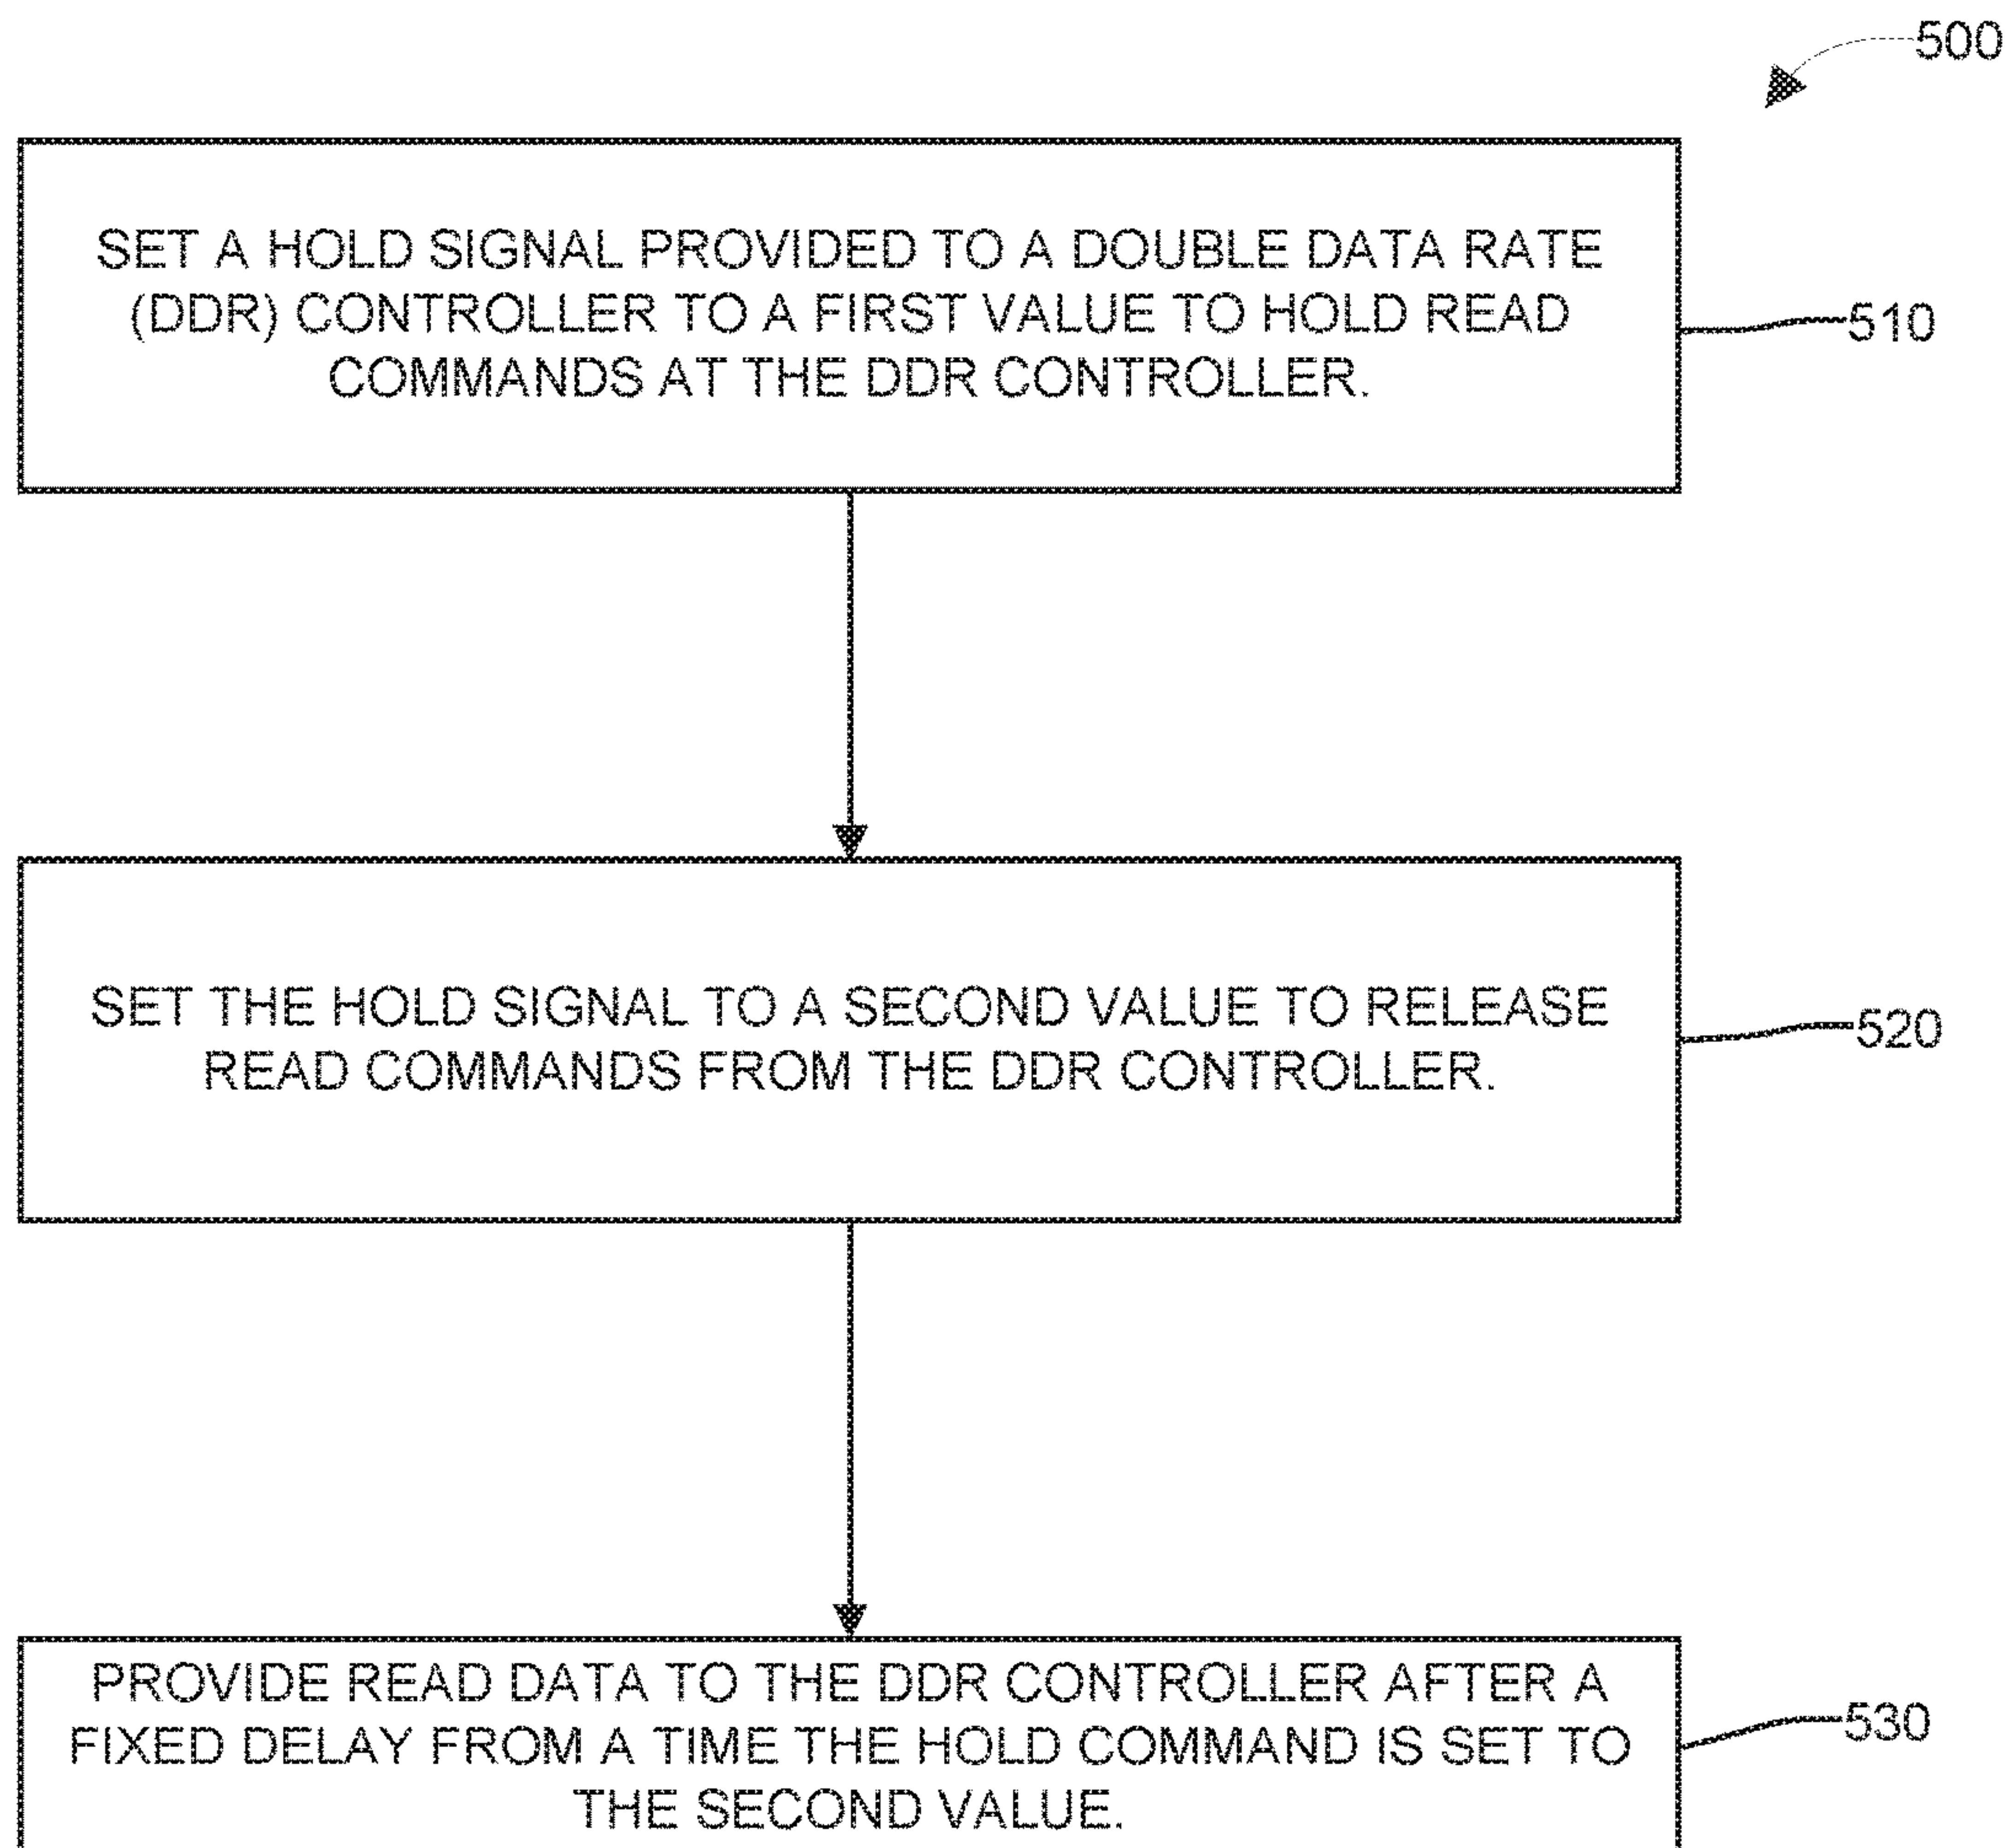 500
SET A HOLD SIGNAL PROVIDED TO A DOUBLE DATA RATE
(DDR) CONTROLLER TO A FIRST VALUE TO HOLD READ
COMMANDS AT THE DDR CONTROLLER.
510
SET THE HOLD SIGNAL TO A SECOND VALUE TO RELEASE
READ COMMANDS FROM THE DDR CONTROLLER.
520
PROVIDE READ DATA TO THE DDR CONTROLLER AFTER A
FIXED DELAY FROM A TIME THE HOLD COMMAND IS SET TO
THE SECOND VALUE.
530